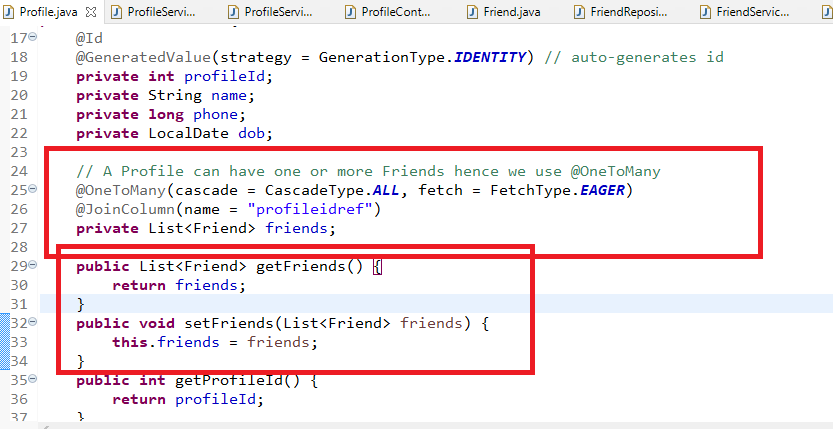 Profile.java
ProfileServi...
ProfileServi...
ProfileCont...
Friend.java
FriendReposi...
FriendServic...
17 @Id
18 @GeneratedValue(strategy = GenerationType.IDENTITY) // auto-generates id
19 private int profileId;
20 private String name;
21 private long phone;
22 private LocalDate dob;
23
24 // A Profile can have one or more Friends hence we use @OneToMany
25 @OneToMany(cascade = CascadeType.ALL, fetch = FetchType.EAGER)
26 @JoinColumn(name = "profileidref")
27 private List<Friend> friends;
28
29 public List<Friend> getFriends() {
30 return friends;
31 }
32 public void setFriends(List<Friend> friends) {
33 this.friends = friends;
34 }
35 public int getProfileId() {
36 return profileId;
37 }